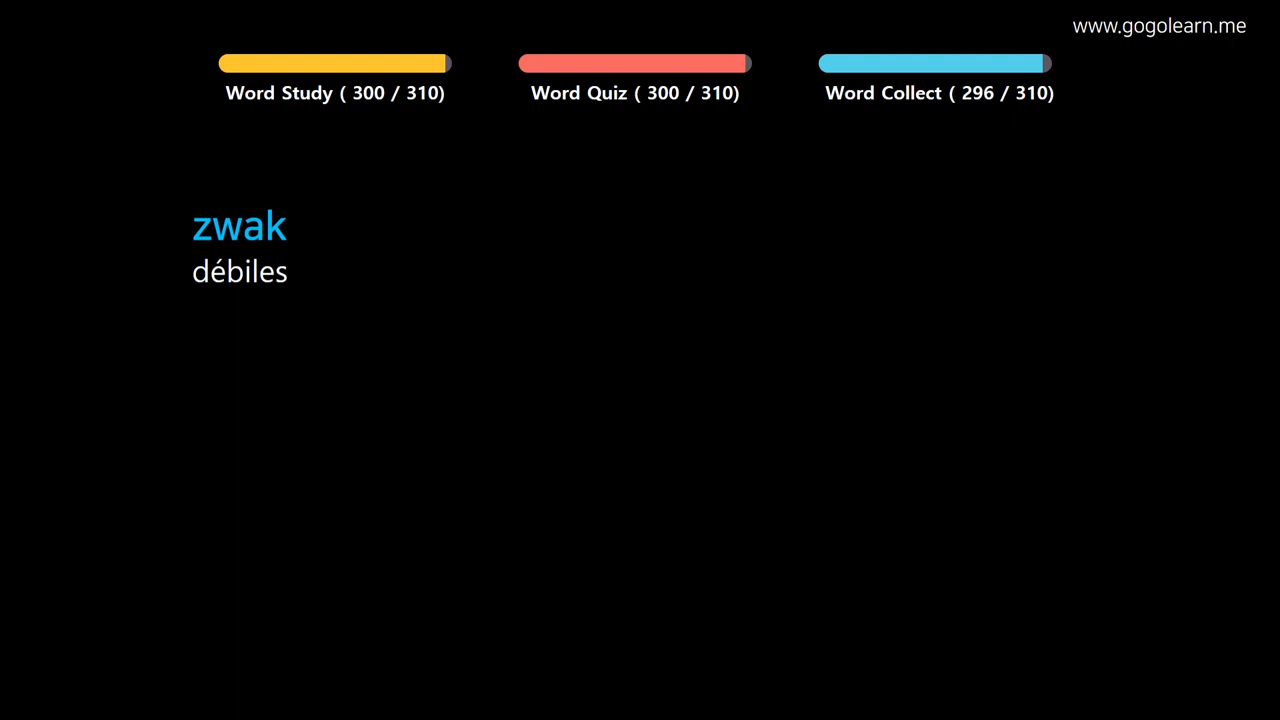 www.gogolearn.me
Word Study ( 300 / 310)
Word Quiz ( 300 / 310)
Word Collect ( 296 / 310)
zwak
débiles